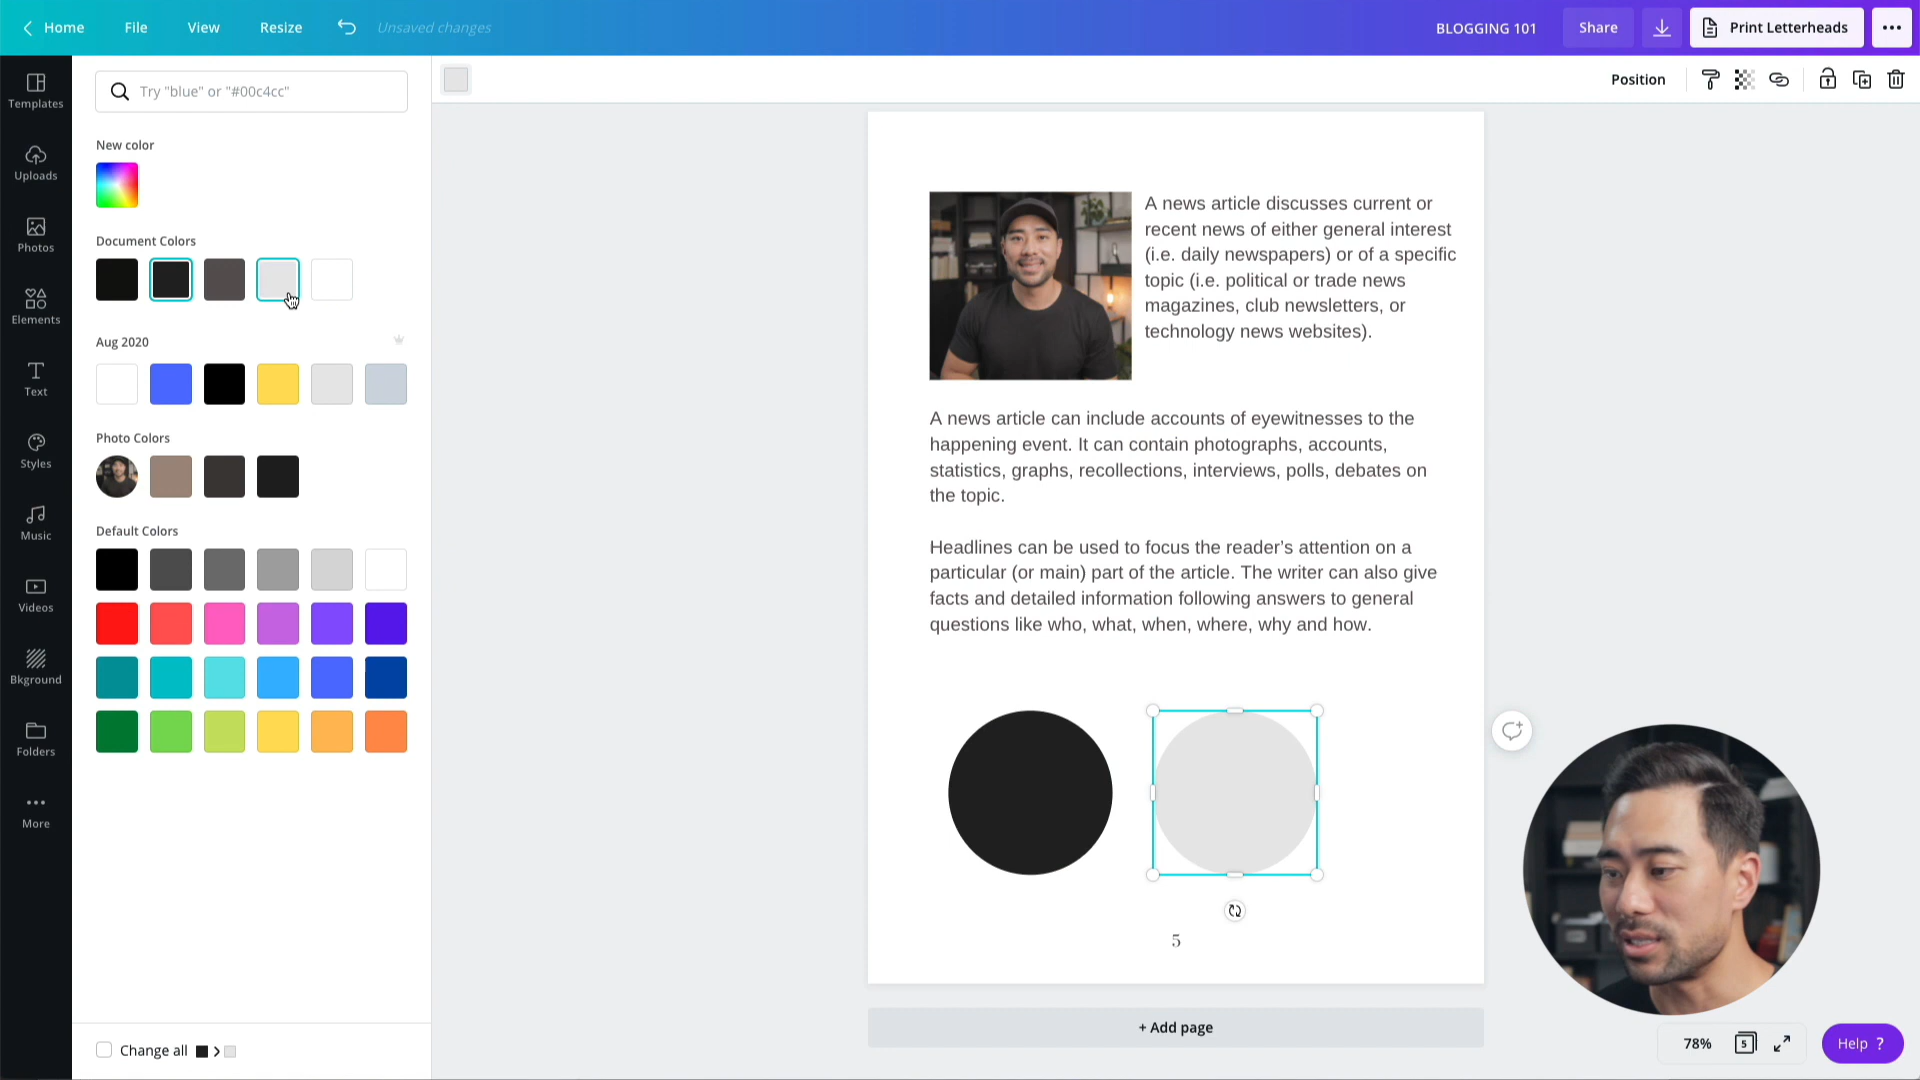 Home
File
View
Resize
Unsaved changes
BLOGGING 101
Share
Print Letterheads
Templates
Uploads
Photos
Elements
Text
Styles
Music
Videos
Bkground
Folders
More
Try "blue" or "#00c4cc"
New color
Document Colors
Aug 2020
Photo Colors
Default Colors
Change all
Position
A news article discusses current or
recent news of either general interest
(i.e. daily newspapers) or of a specific
topic (i.e. political or trade news
magazines, club newsletters, or
technology news websites).
A news article can include accounts of eyewitnesses to the
happening event. It can contain photographs, accounts,
statistics, graphs, recollections, interviews, polls, debates on
the topic.
Headlines can be used to focus the reader’s attention on a
particular (or main) part of the article. The writer can also give
facts and detailed information following answers to general
questions like who, what, when, where, why and how.
5
+ Add page
78%
5
Help ?